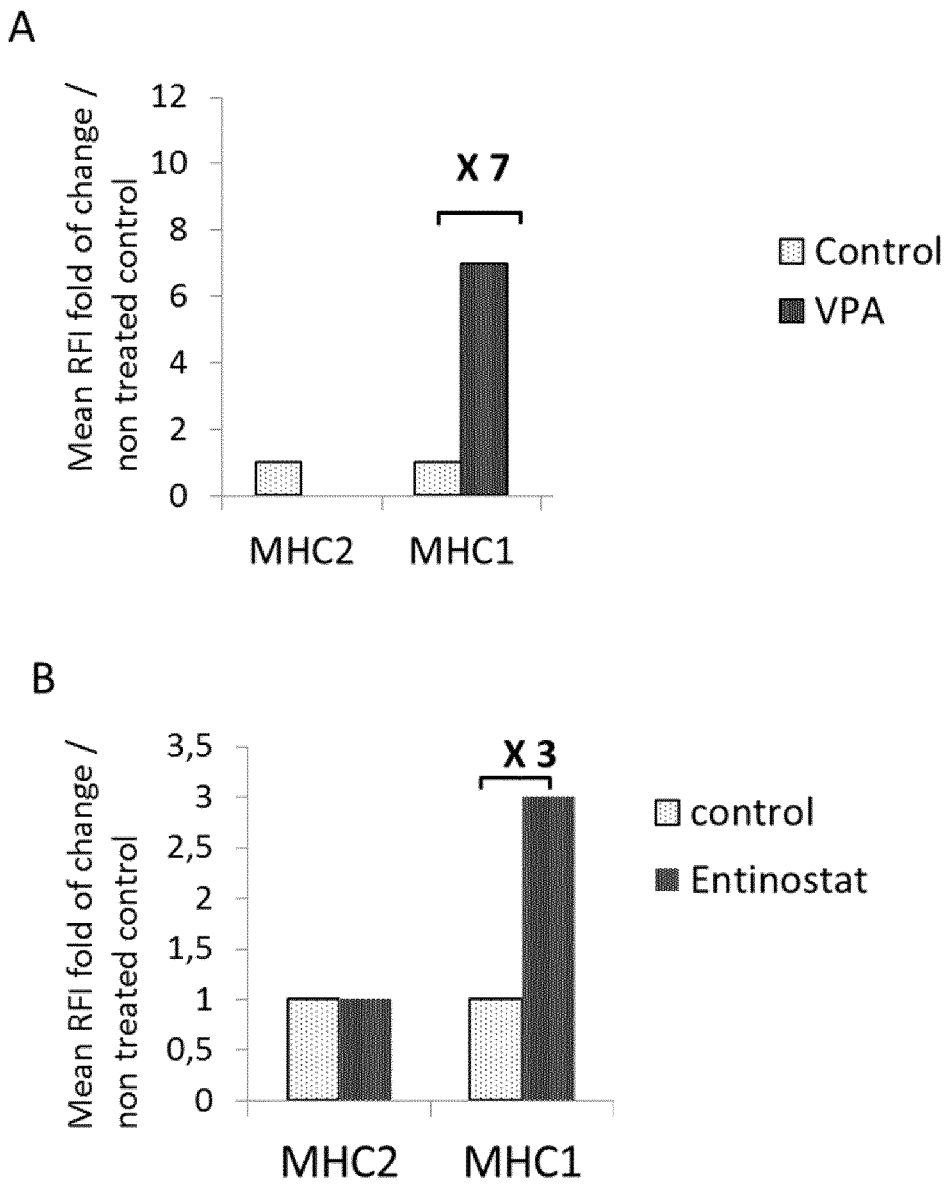 A
Mean RFI fold of change /
non treated control
12
10
8
6
4
2
0
X 7
MHC2
MHC1
Control
VPA
B
Mean RFI fold of change /
non treated control
3,5
3
2,5
2
1,5
1
0,5
0
X 3
MHC2
MHC1
control
Entinostat